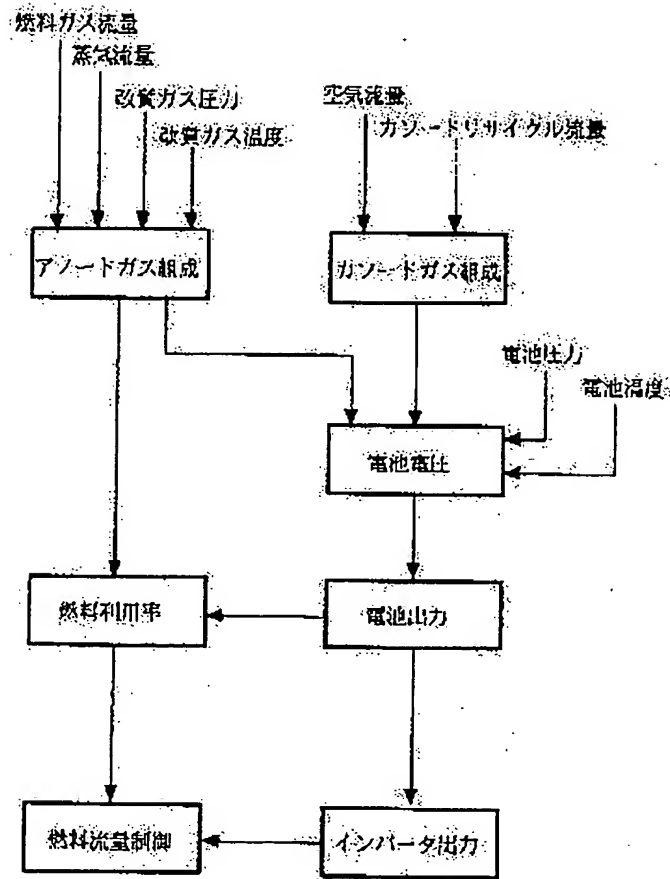 燃料ガス流量
蒸気流量
改質ガス圧力
改質ガス温度
空気流量
カソードリサイクル流量
アノードガス組成
カソードガス組成
電池圧力
電池温度
電池電圧
燃料利用率
電池出力
燃料流量制御
インバータ出力